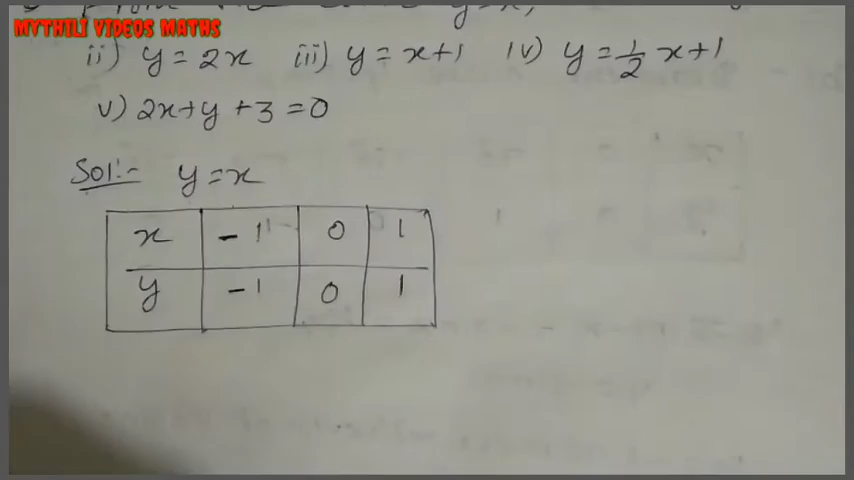 MYTHILI VIDEOS MATHS
y=x,
ii) y = 2x iii) y = x+1 iv) y = 1/2 x+1
v) 2x+y+3=0
Sol:- y=x
x -1 0 1
y -1 0 1